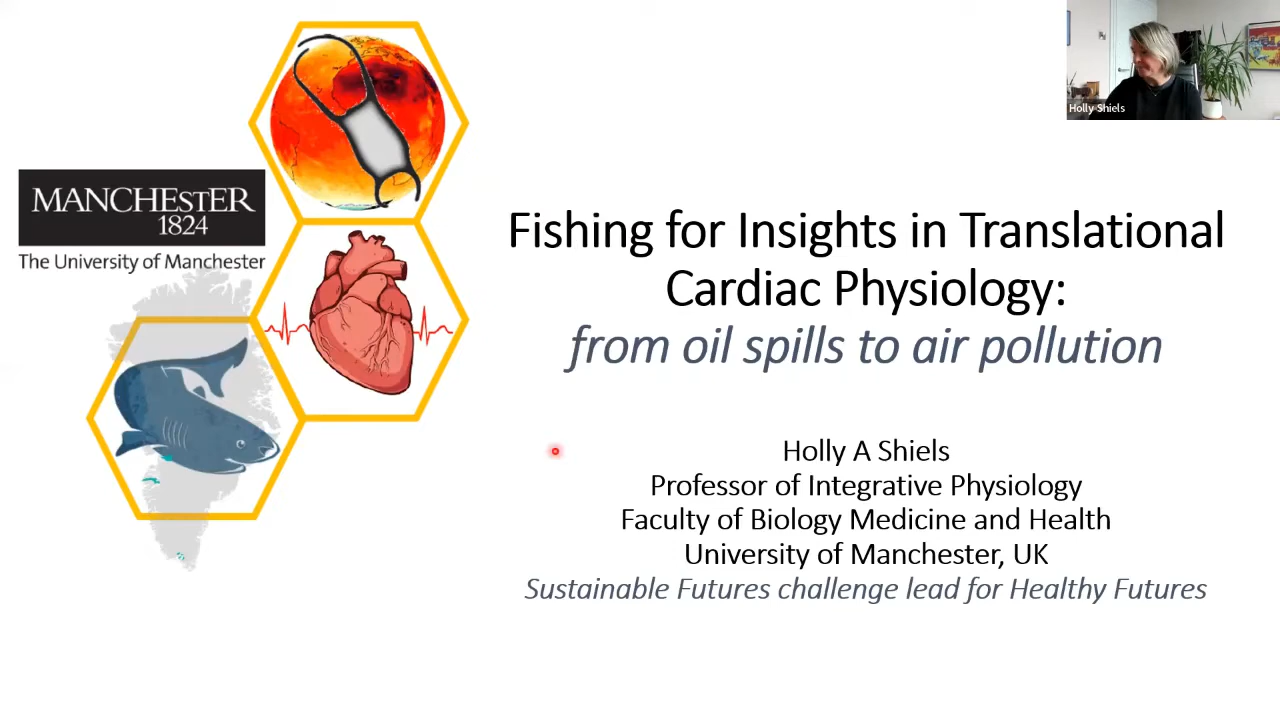 Holly Shiels
MANCHEsTER
1824
The University of Manchester
Fishing for Insights in Translational
Cardiac Physiology:
from oil spills to air pollution
Holly A Shiels
Professor of Integrative Physiology
Faculty of Biology Medicine and Health
University of Manchester, UK
Sustainable Futures challenge lead for Healthy Futures